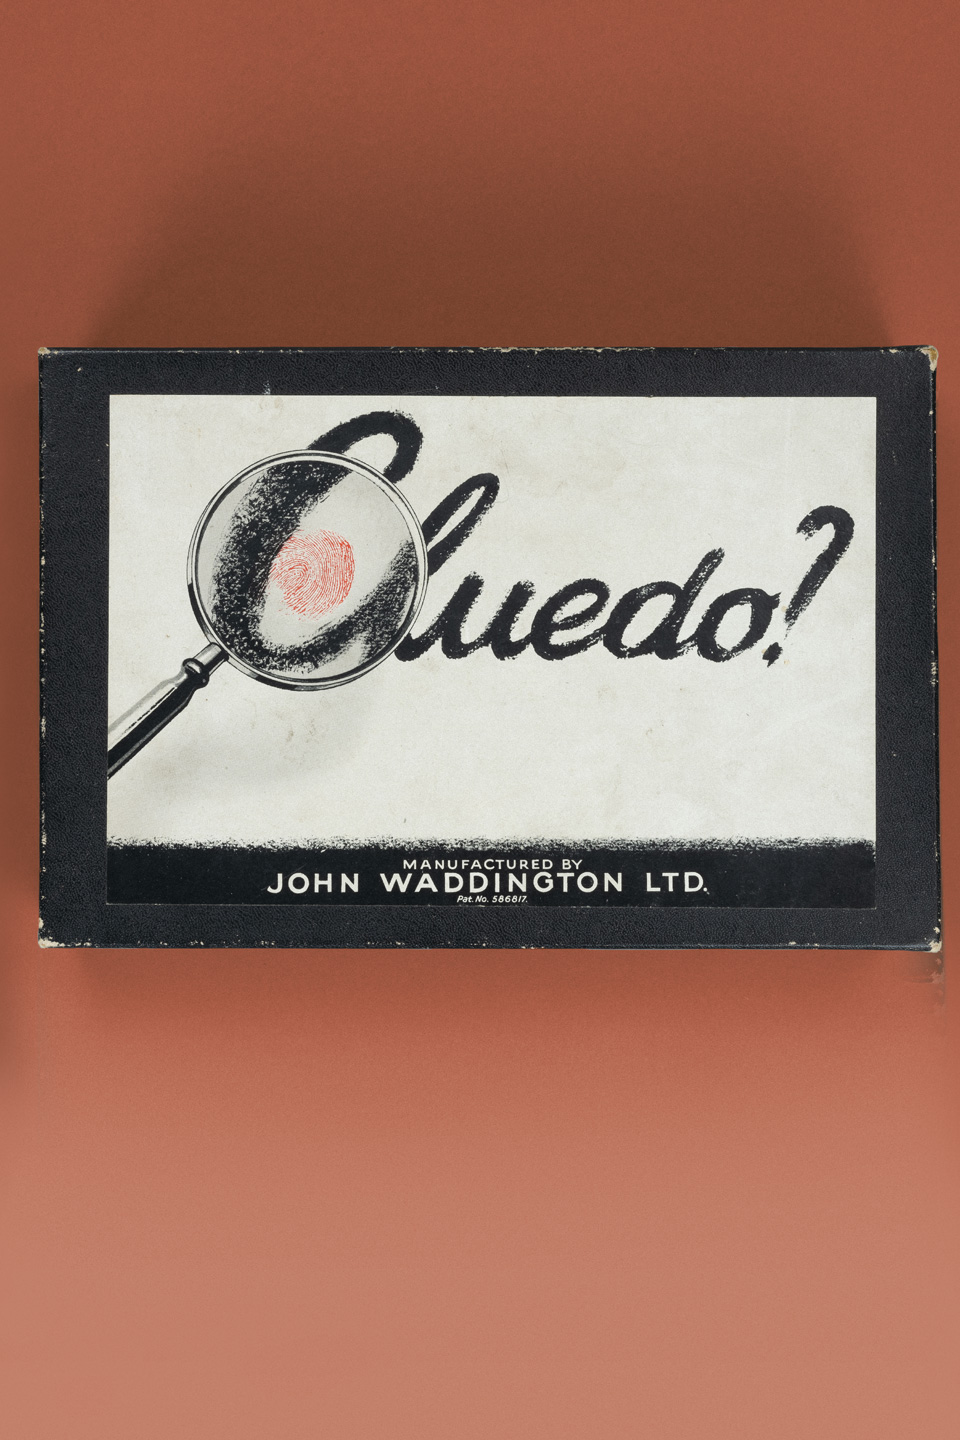 Cluedo?
MANUFACTURED BY
JOHN WADDINGTON LTD.
Pat. No. 586817.